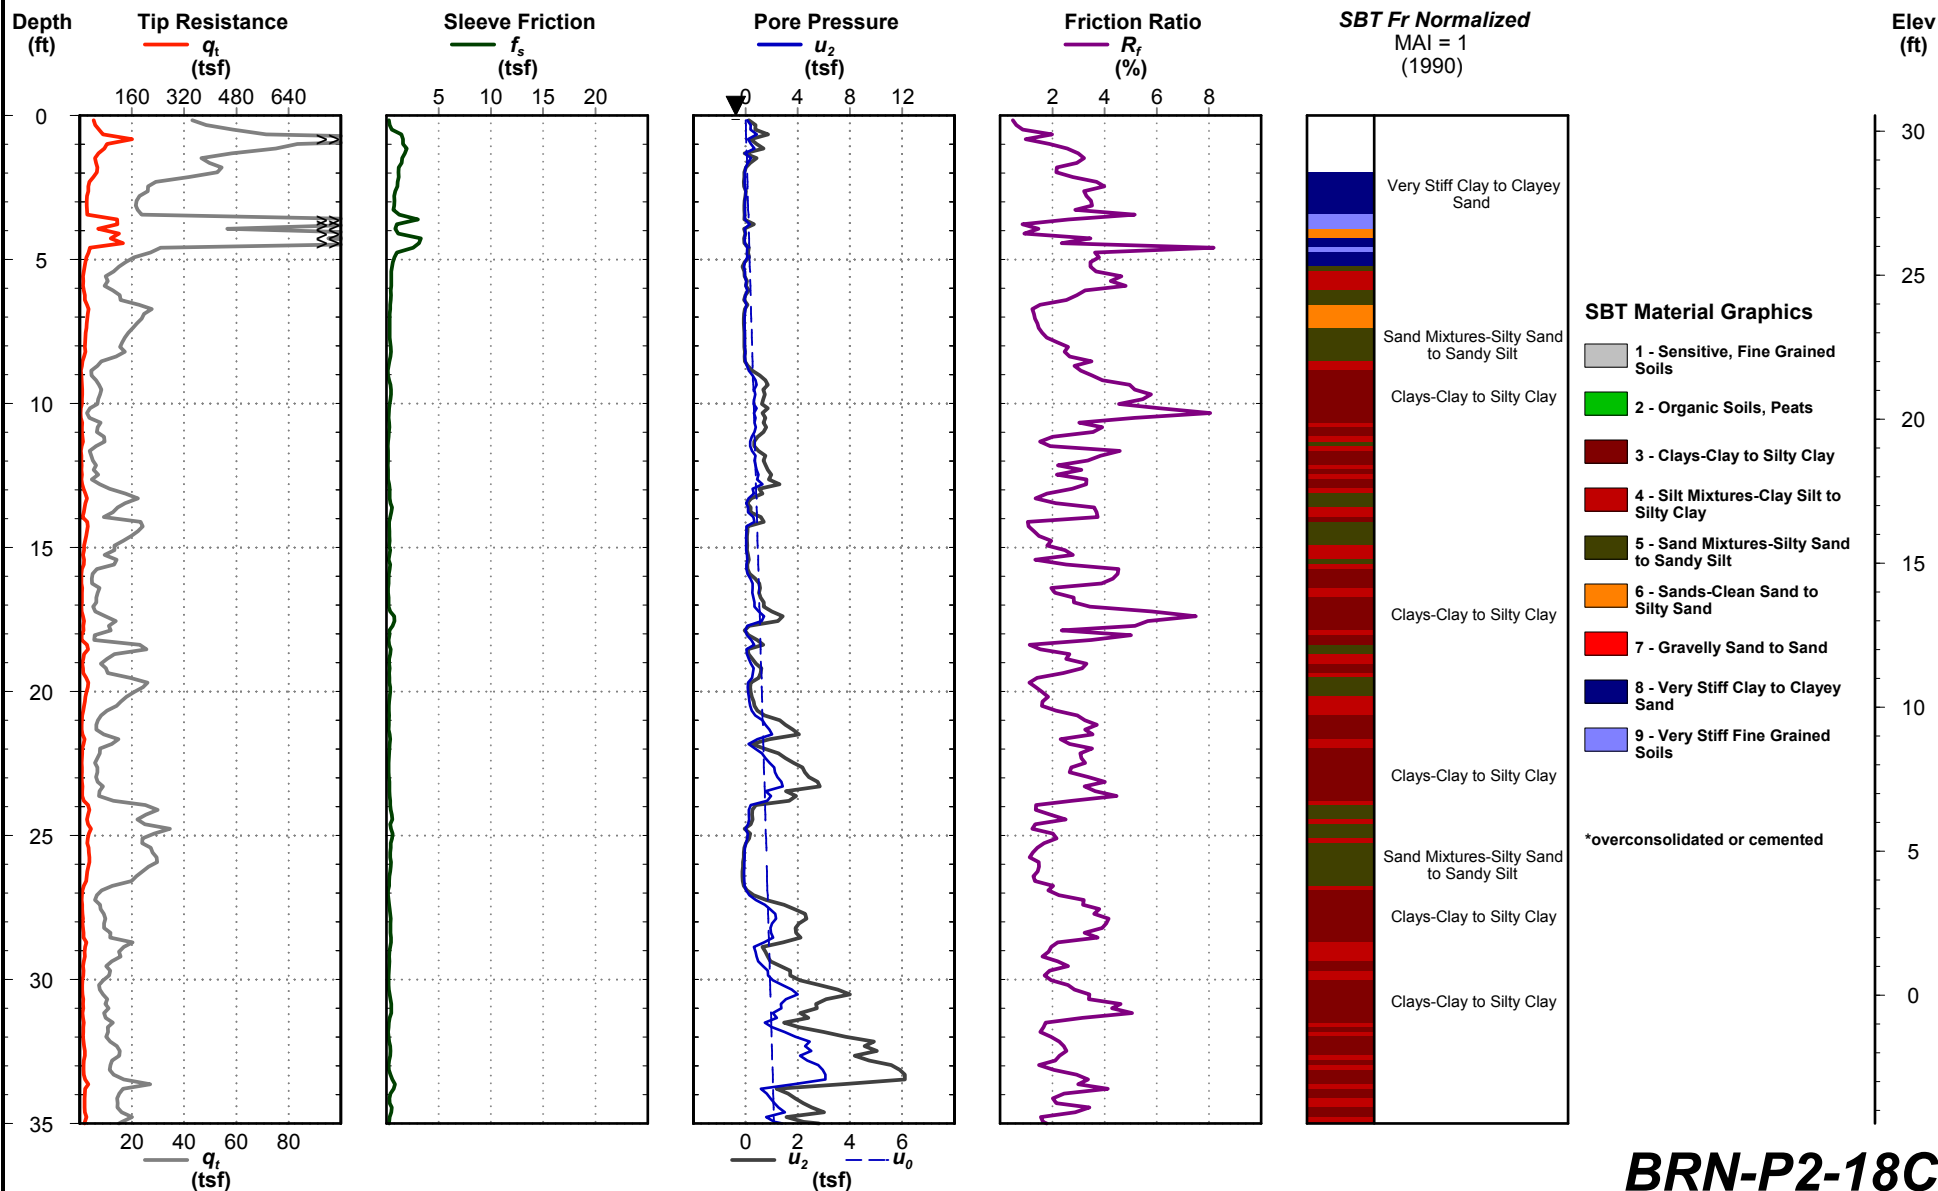 Depth
(ft)
Tip Resistance
qt
(tsf)
160 320 480 640
Sleeve Friction
fs
(tsf)
5 10 15 20
Pore Pressure
u2
(tsf)
0 4 8 12
Friction Ratio
Rf
(%)
2 4 6 8
SBT Fr Normalized
MAI = 1
(1990)
Elev
(ft)
0
5
10
15
20
25
30
35
>>
>>
>>
Very Stiff Clay to Clayey
Sand
Sand Mixtures-Silty Sand
to Sandy Silt
Clays-Clay to Silty Clay
Clays-Clay to Silty Clay
Clays-Clay to Silty Clay
Sand Mixtures-Silty Sand
to Sandy Silt
Clays-Clay to Silty Clay
Clays-Clay to Silty Clay
SBT Material Graphics
1 - Sensitive, Fine Grained
Soils
2 - Organic Soils, Peats
3 - Clays-Clay to Silty Clay
4 - Silt Mixtures-Clay Silt to
Silty Clay
5 - Sand Mixtures-Silty Sand
to Sandy Silt
6 - Sands-Clean Sand to
Silty Sand
7 - Gravelly Sand to Sand
8 - Very Stiff Clay to Clayey
Sand
9 - Very Stiff Fine Grained
Soils
*overconsolidated or cemented
30
25
20
15
10
5
0
20 40 60 80
qt
(tsf)
0 2 4 6
u2 u0
(tsf)
BRN-P2-18C